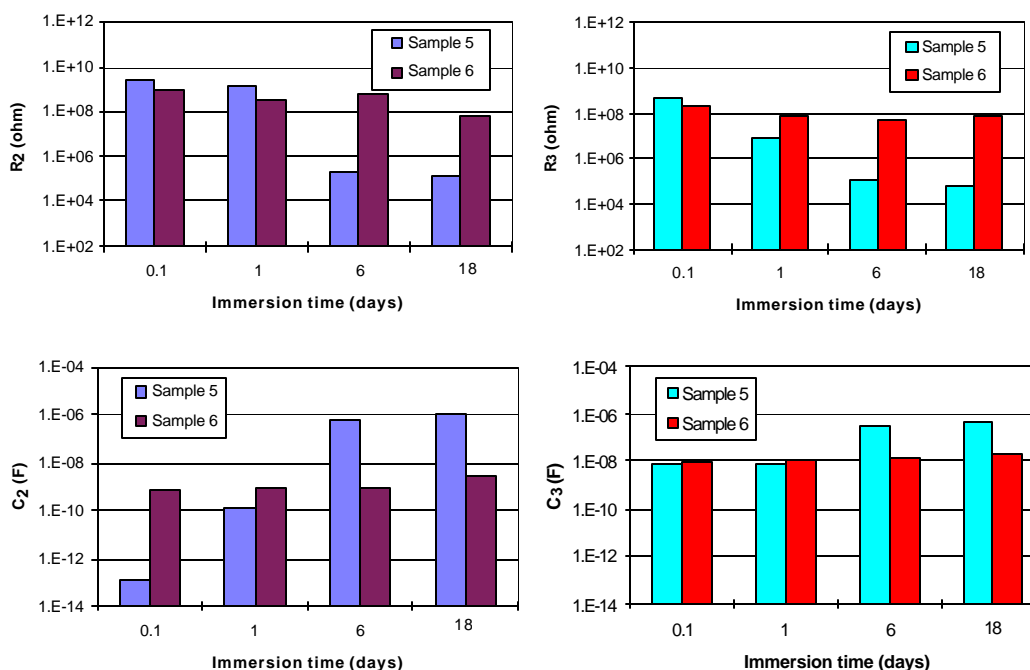 1.E+12
1.E+10
1.E+08
1.E+06
1.E+04
1.E+02
R2 (ohm)
Sample 5
Sample 6
0.1 1 6 18
Immersion time (days)
1.E+12
1.E+10
1.E+08
1.E+06
1.E+04
1.E+02
R3 (ohm)
Sample 5
Sample 6
0.1 1 6 18
Immersion time (days)
1.E-04
1.E-06
1.E-08
1.E-10
1.E-12
1.E-14
C2 (F)
Sample 5
Sample 6
0.1 1 6 18
Immersion time (days)
1.E-04
1.E-06
1.E-08
1.E-10
1.E-12
1.E-14
C3 (F)
Sample 5
Sample 6
0.1 1 6 18
Immersion time (days)